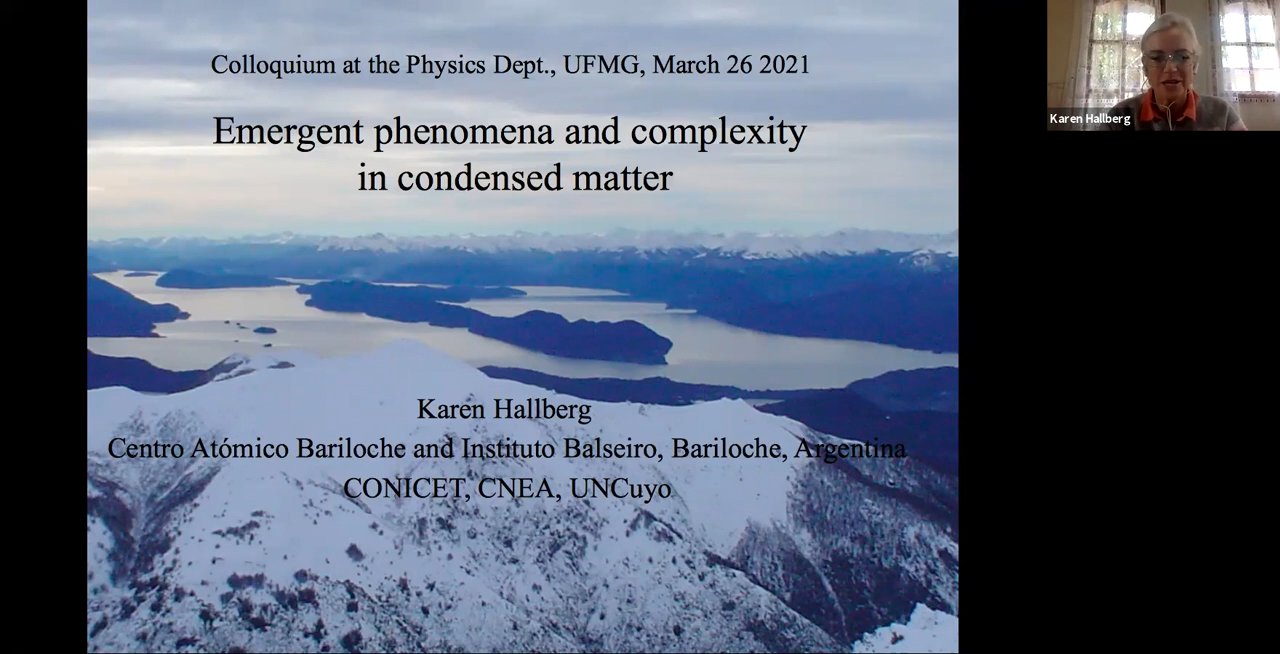 Colloquium at the Physics Dept., UFMG, March 26 2021
Emergent phenomena and complexity
in condensed matter
Karen Hallberg
Centro Atómico Bariloche and Instituto Balseiro, Bariloche, Argentina
CONICET, CNEA, UNCuyo
Karen Hallberg